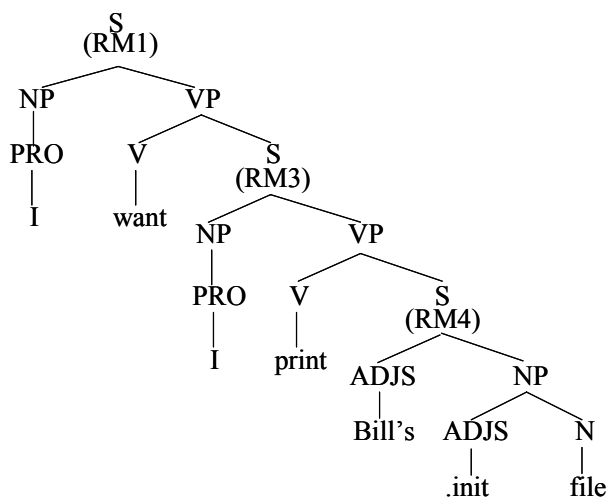 S
(RM1)
NP VP
PRO V S
(RM3)
I want
NP VP
PRO V S
(RM4)
I print
ADJS NP
Bill's ADJS N
.init file